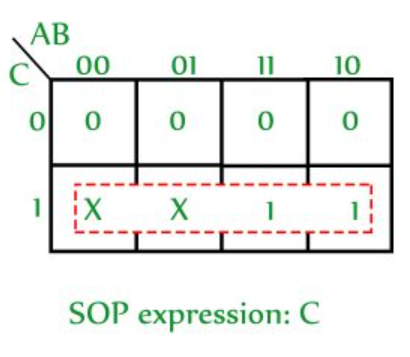 AB
C 00 01 11 10
0 0 0 0 0
1 X X 1 1
SOP expression: C